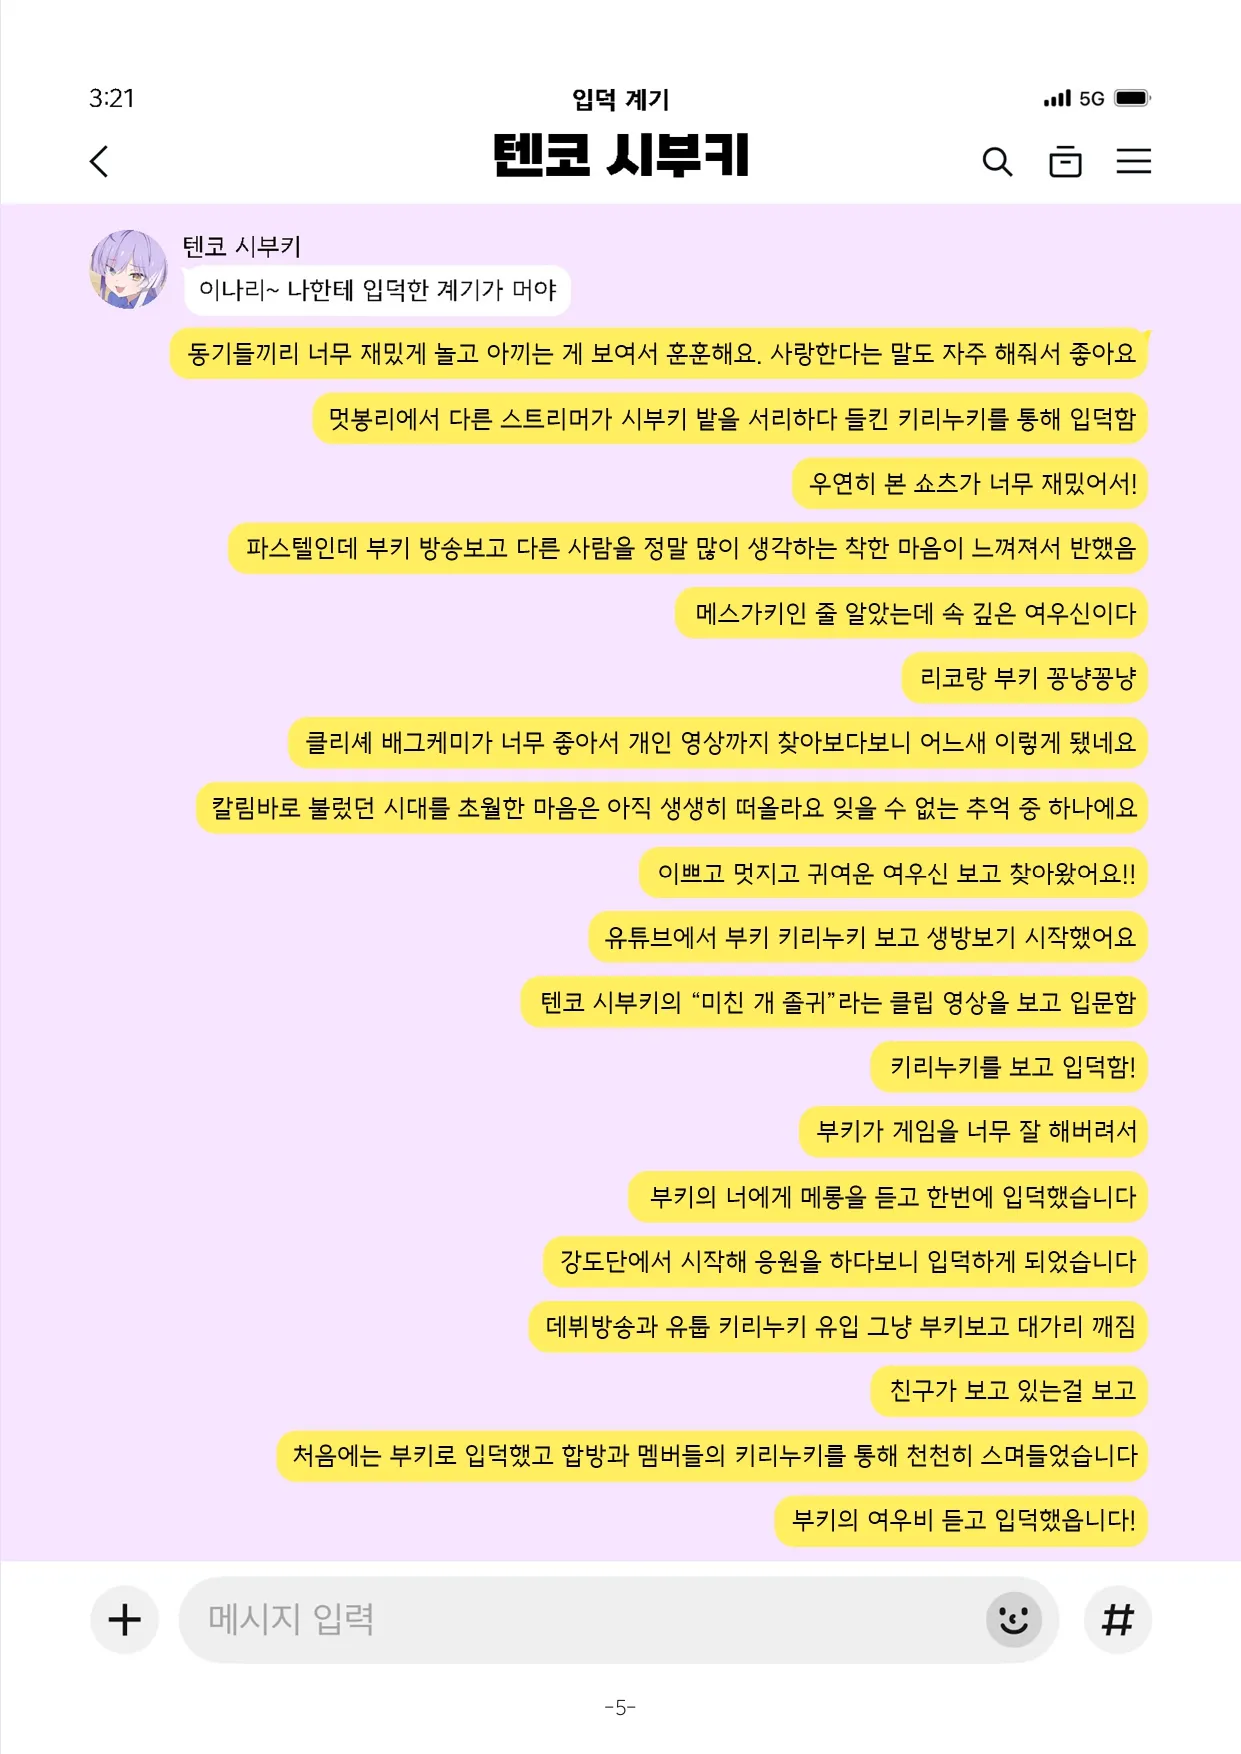 3:21
입덕 계기
5G
텐코 시부키
텐코 시부키
이나리~ 나한테 입덕한 계기가 머야
동기들끼리 너무 재밌게 놀고 아끼는 게 보여서 훈훈해요. 사랑한다는 말도 자주 해줘서 좋아요
멋봉리에서 다른 스트리머가 시부키 밭을 서리하다 들킨 키리누키를 통해 입덕함
우연히 본 쇼츠가 너무 재밌어서!
파스텔인데 부키 방송보고 다른 사람을 정말 많이 생각하는 착한 마음이 느껴져서 반했음
메스가키인 줄 알았는데 속 깊은 여우신이다
리코랑 부키 꽁냥꽁냥
클리셰 배그케미가 너무 좋아서 개인 영상까지 찾아보다보니 어느새 이렇게 됐네요
칼림바로 불렀던 시대를 초월한 마음은 아직 생생히 떠올라요 잊을 수 없는 추억 중 하나에요
이쁘고 멋지고 귀여운 여우신 보고 찾아왔어요!!
유튜브에서 부키 키리누키 보고 생방보기 시작했어요
텐코 시부키의 “미친 개 졸귀”라는 클립 영상을 보고 입문함
키리누키를 보고 입덕함!
부키가 게임을 너무 잘 해버려서
부키의 너에게 메롱을 듣고 한번에 입덕했습니다
강도단에서 시작해 응원을 하다보니 입덕하게 되었습니다
데뷔방송과 유튭 키리누키 유입 그냥 부키보고 대가리 깨짐
친구가 보고 있는걸 보고
처음에는 부키로 입덕했고 합방과 멤버들의 키리누키를 통해 천천히 스며들었습니다
부키의 여우비 듣고 입덕했읍니다!
메시지 입력
#
-5-